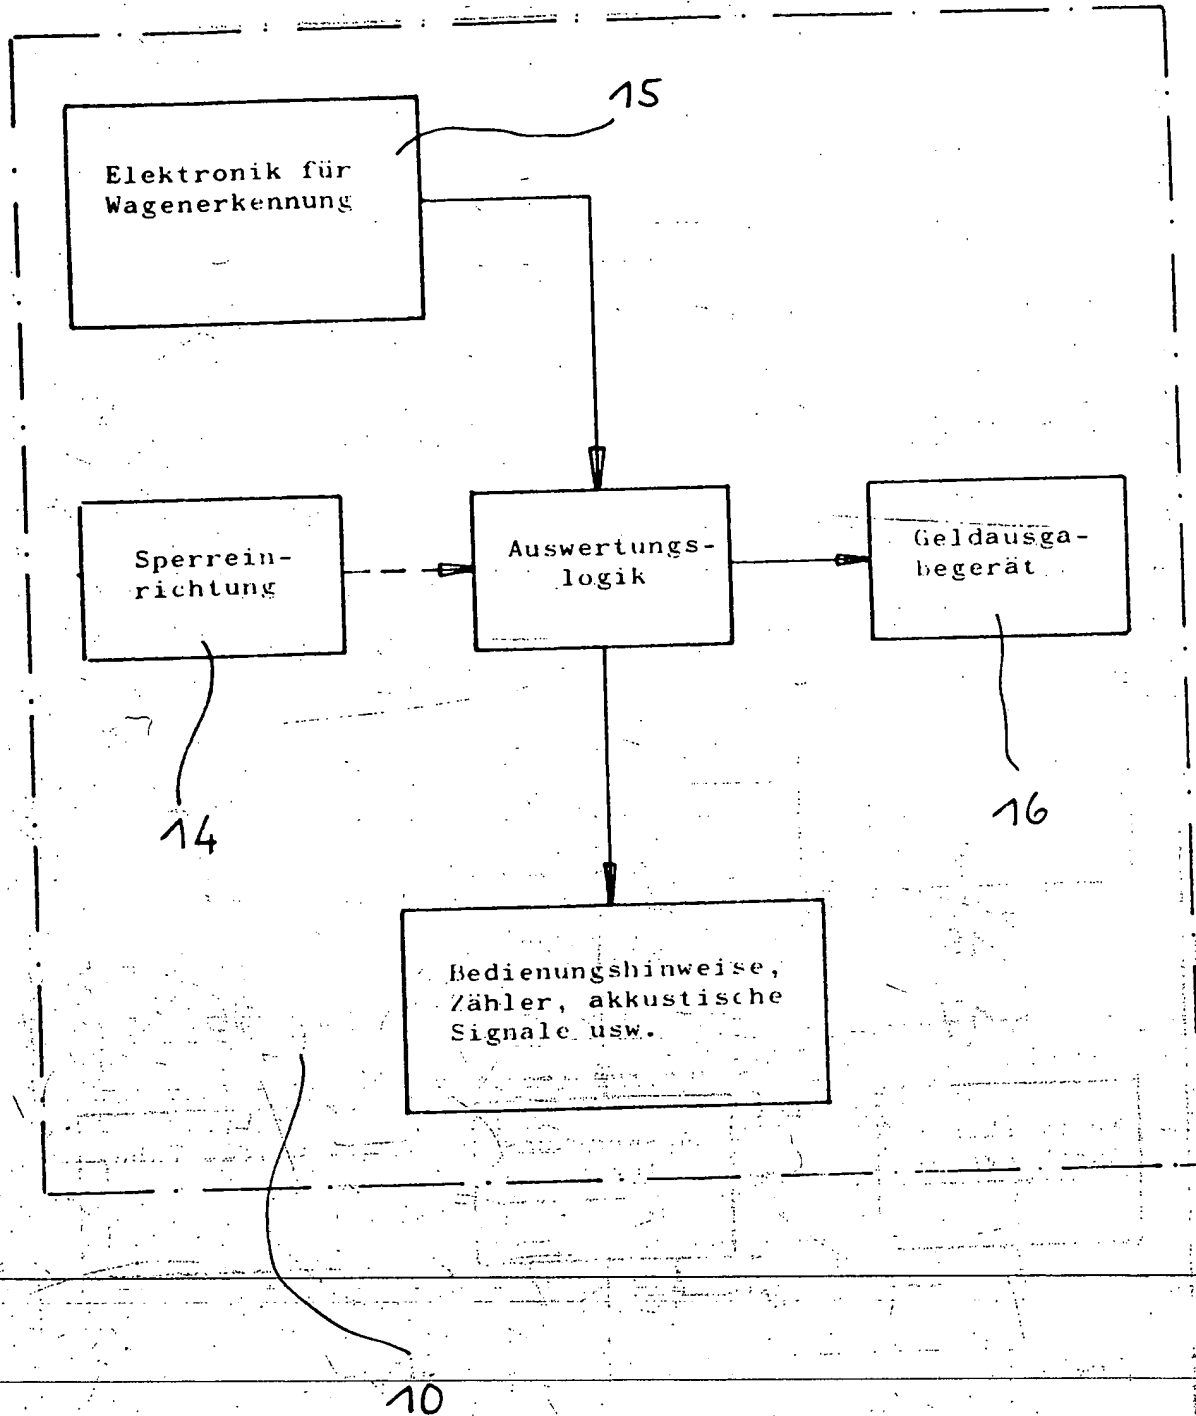 15
Elektronik für
Wagenerkennung
Sperrein-
richtung
Auswertungs-
logik
Geldausga-
begerät
14
16
Bedienungshinweise,
Zähler, akkustische
Signale usw.
10